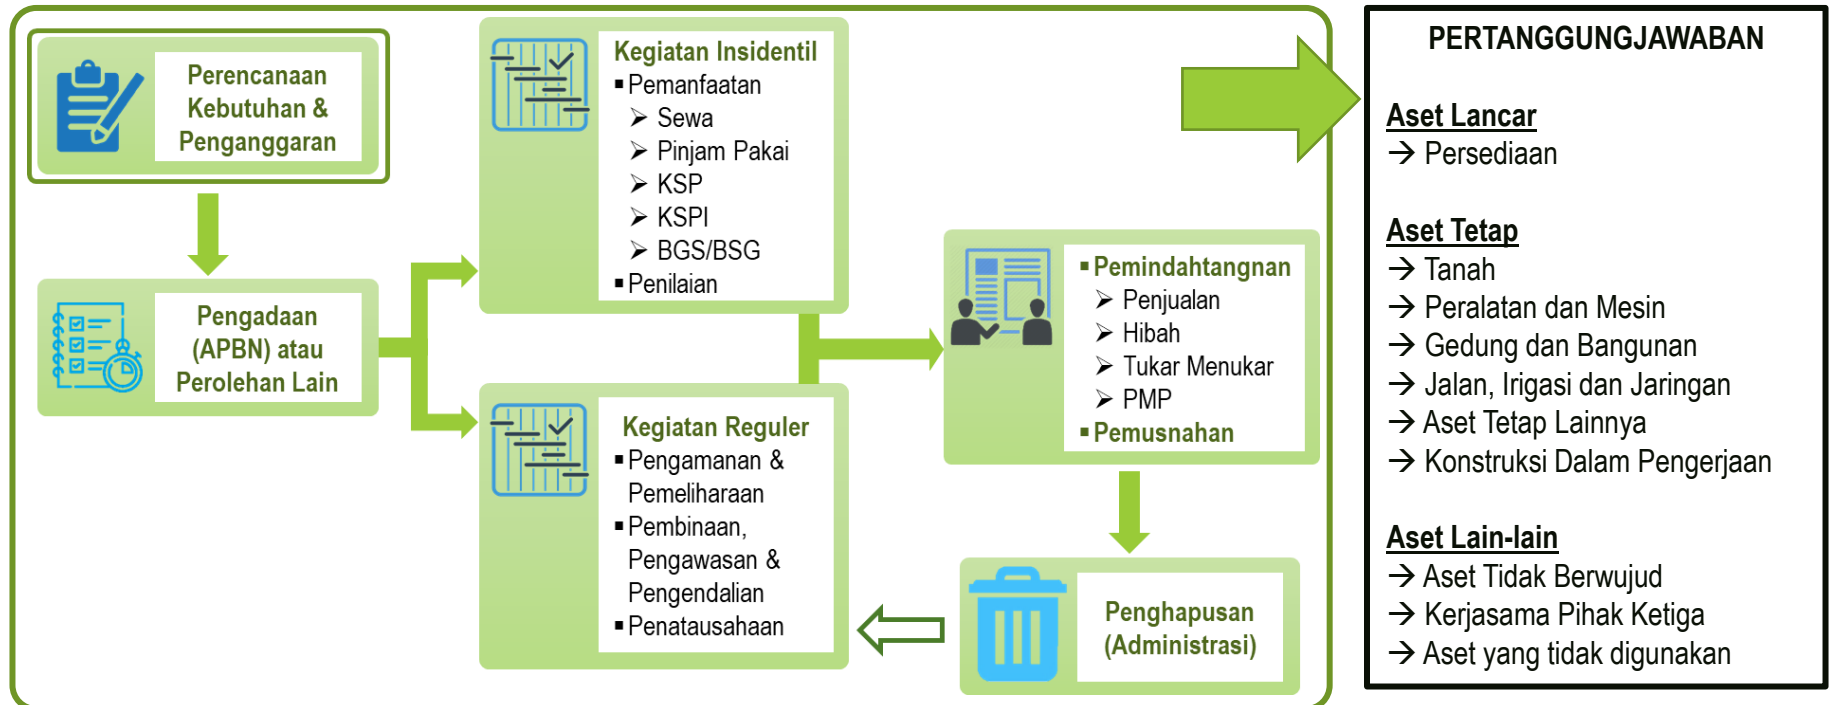 Perencanaan
Kebutuhan &
Penganggaran
Pengadaan
(APBN) atau
Perolehan Lain
Kegiatan Insidentil
▪ Pemanfaatan
➢ Sewa
➢ Pinjam Pakai
➢ KSP
➢ KSPI
➢ BGS/BSG
▪ Penilaian
Kegiatan Reguler
▪ Pengamanan &
Pemeliharaan
▪ Pembinaan,
Pengawasan &
Pengendalian
▪ Penatausahaan
▪ Pemindahtangnan
➢ Penjualan
➢ Hibah
➢ Tukar Menukar
➢ PMP
▪ Pemusnahan
Penghapusan
(Administrasi)
PERTANGGUNGJAWABAN
Aset Lancar
→ Persediaan
Aset Tetap
→ Tanah
→ Peralatan dan Mesin
→ Gedung dan Bangunan
→ Jalan, Irigasi dan Jaringan
→ Aset Tetap Lainnya
→ Konstruksi Dalam Pengerjaan
Aset Lain-lain
→ Aset Tidak Berwujud
→ Kerjasama Pihak Ketiga
→ Aset yang tidak digunakan